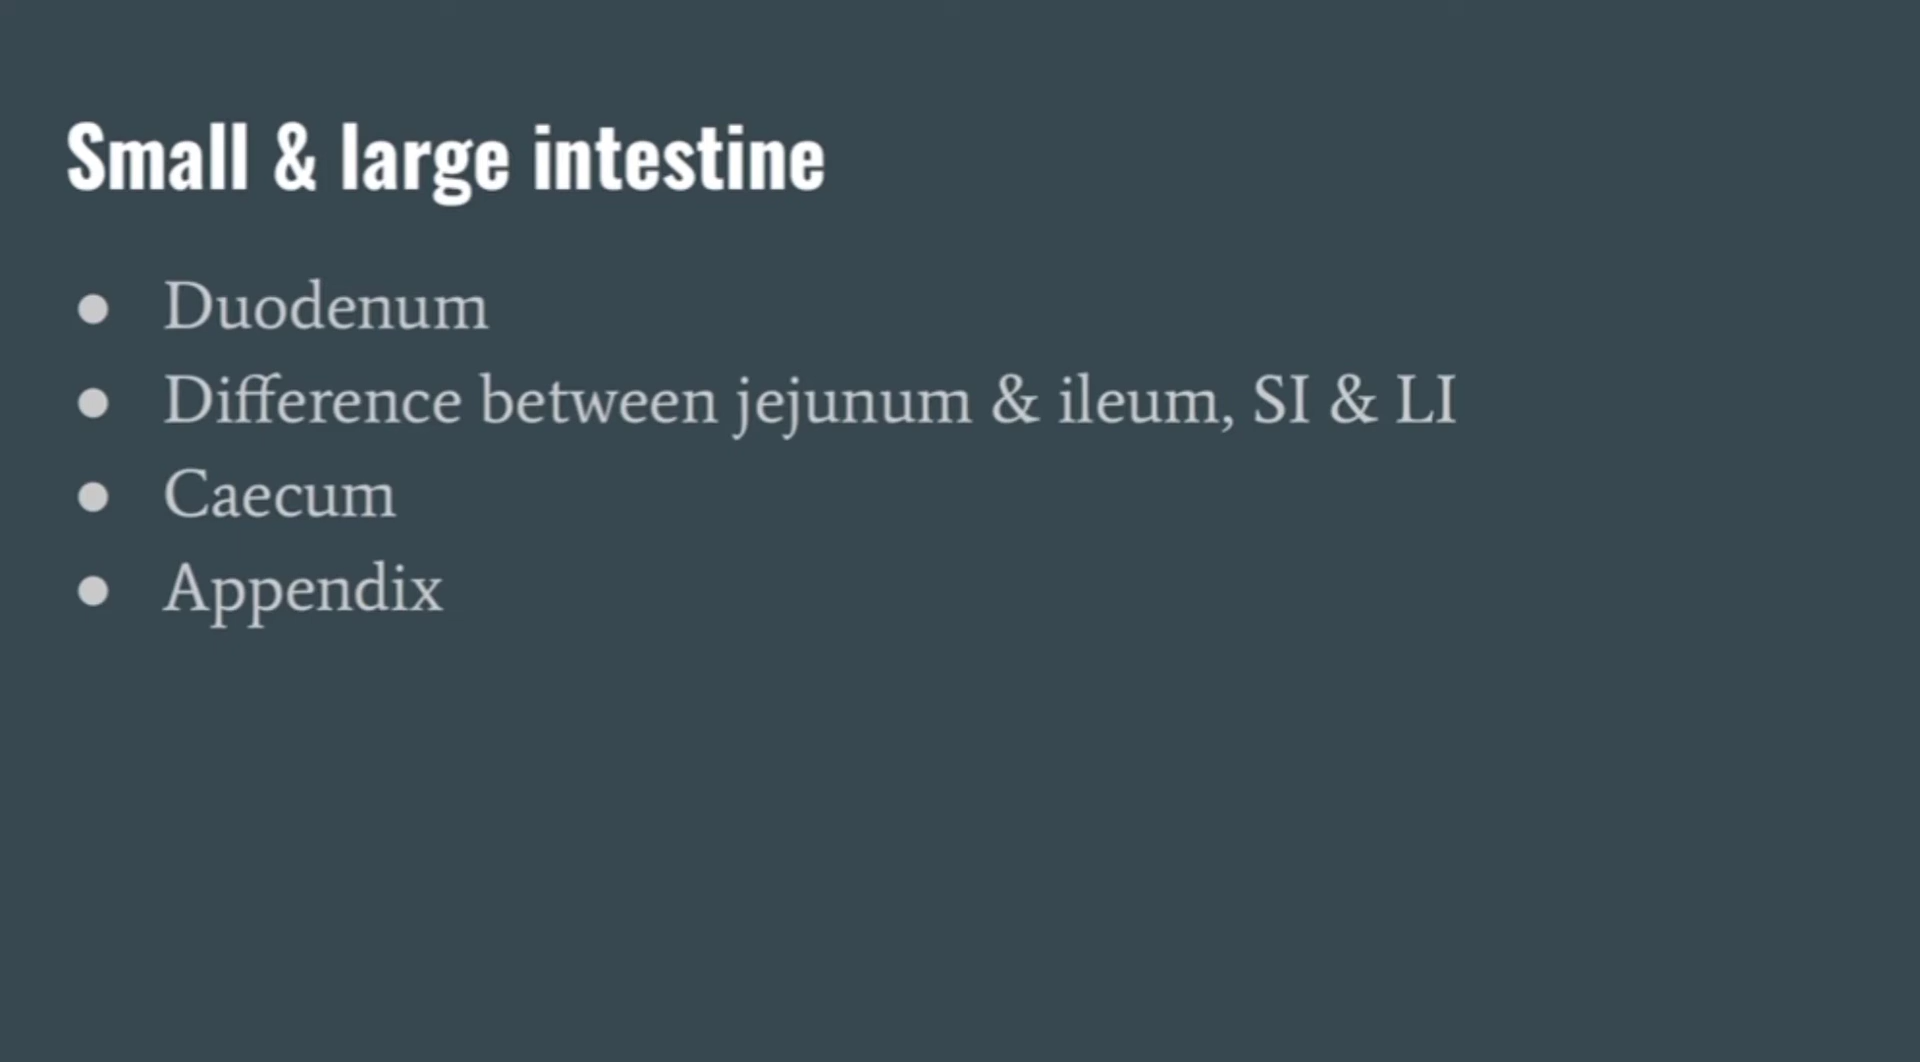 Small & large intestine
● Duodenum
● Difference between jejunum & ileum, SI & LI
● Caecum
● Appendix